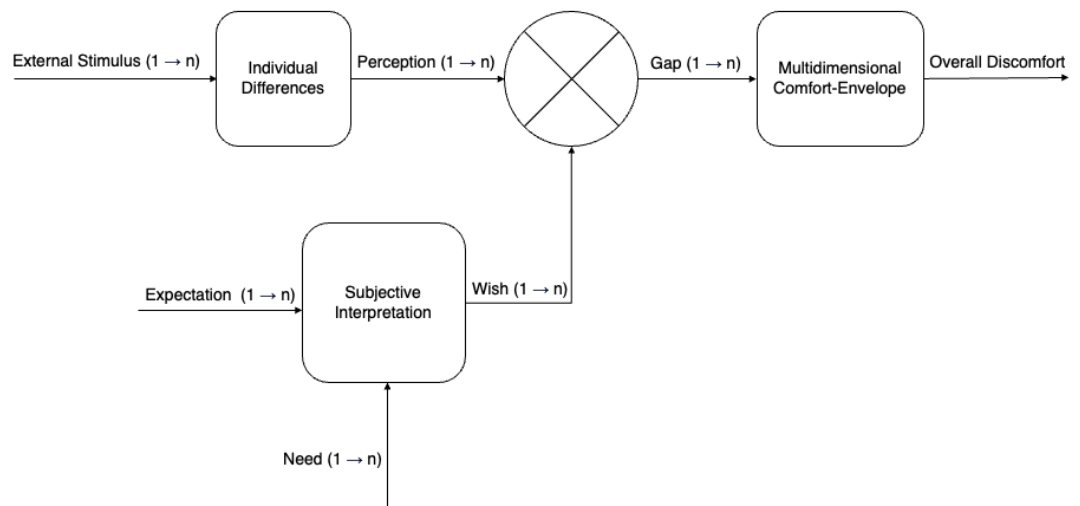 External Stimulus (1 → n)
Individual
Differences
Perception (1 → n)
Gap (1 → n)
Multidimensional
Comfort-Envelope
Overall Discomfort
Expectation (1 → n)
Subjective
Interpretation
Wish (1 → n)
Need (1 → n)